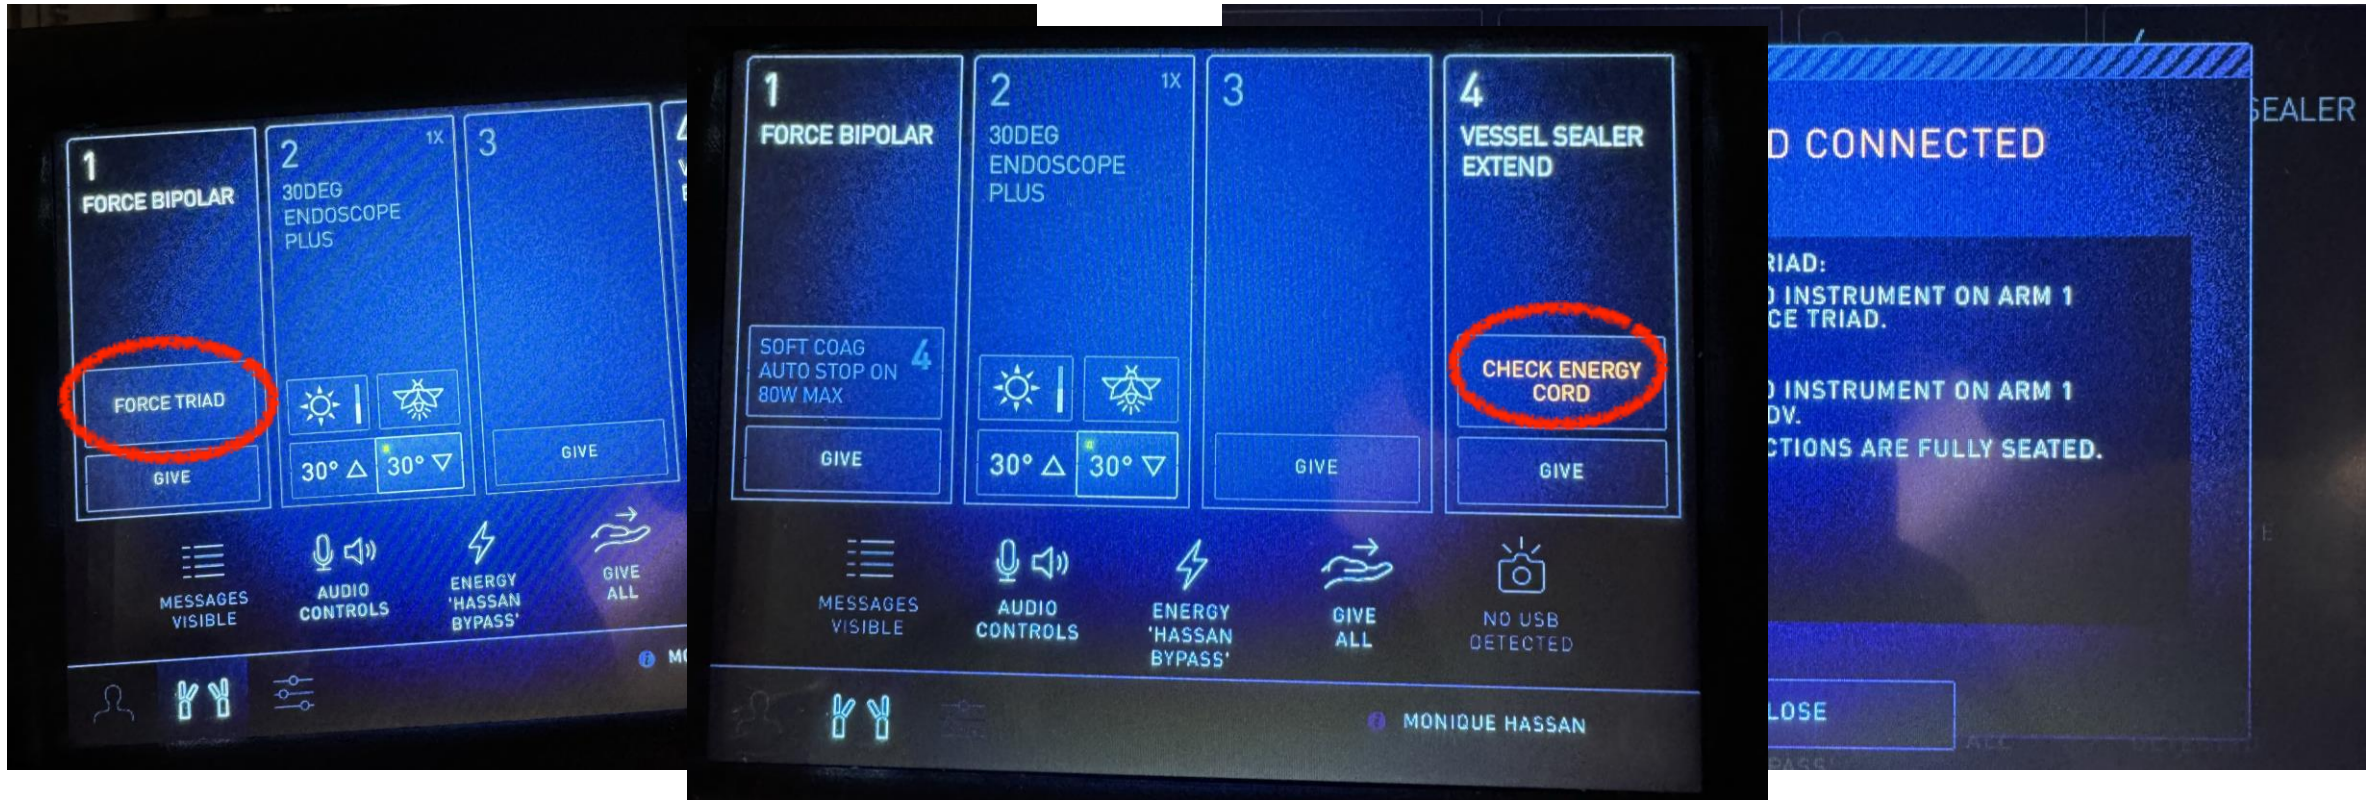 1
FORCE BIPOLAR
FORCE TRIAD
GIVE
2
1X
30DEG
ENDOSCOPE
PLUS
30°
30°
3
GIVE
MESSAGES
VISIBLE
AUDIO
CONTROLS
ENERGY
'HASSAN
BYPASS'
GIVE
ALL
1
FORCE BIPOLAR
SOFT COAG
AUTO STOP ON
80W MAX
4
GIVE
2
1X
30DEG
ENDOSCOPE
PLUS
30°
30°
3
GIVE
4
VESSEL SEALER
EXTEND
CHECK ENERGY
CORD
GIVE
MESSAGES
VISIBLE
AUDIO
CONTROLS
ENERGY
'HASSAN
BYPASS'
GIVE
ALL
NO USB
DETECTED
MONIQUE HASSAN
SEALER
D CONNECTED
RIAD:
INSTRUMENT ON ARM 1
CE TRIAD.
INSTRUMENT ON ARM 1
DV.
CTIONS ARE FULLY SEATED.
LOSE